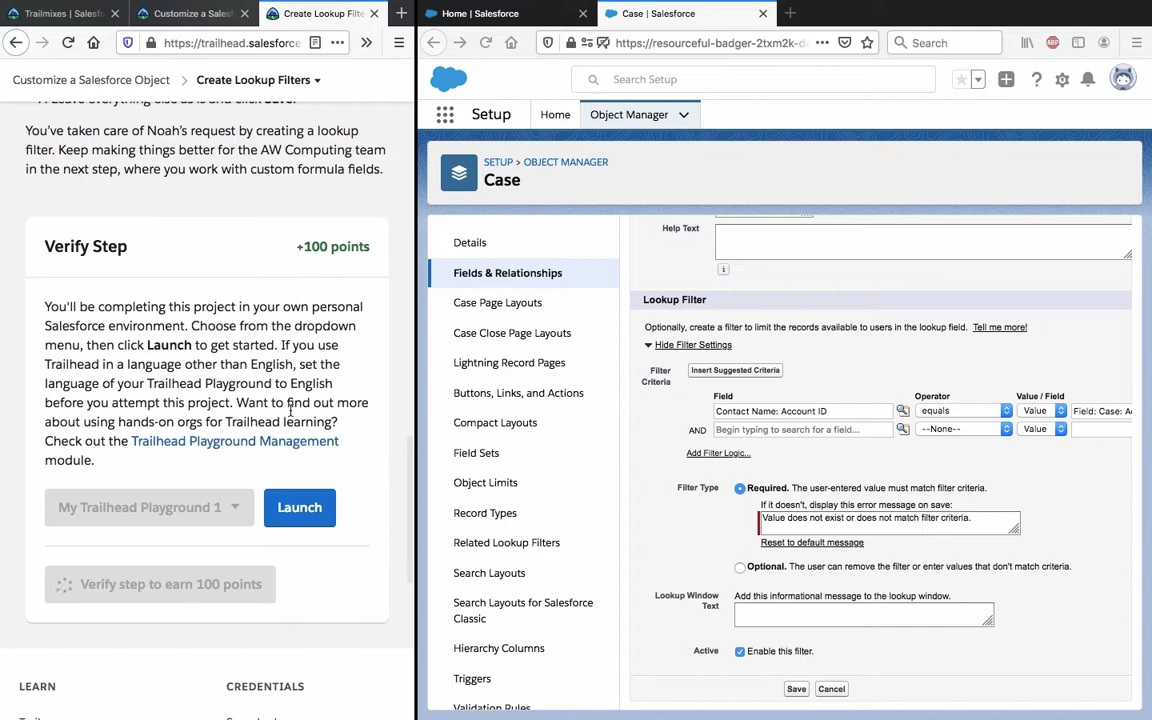 Trailmixes | Salesf
Customize a Salesf
Create Lookup Filte
Home | Salesforce
Case | Salesforce
https://trailhead.salesforce
https://resourceful-badger-2txm2k-d
Search
Customize a Salesforce Object
Create Lookup Filters
Search Setup
Setup
Home
Object Manager
You've taken care of Noah's request by creating a lookup
filter. Keep making things better for the AW Computing team
in the next step, where you work with custom formula fields.
Verify Step
+100 points
You'll be completing this project in your own personal
Salesforce environment. Choose from the dropdown
menu, then click Launch to get started. If you use
Trailhead in a language other than English, set the
language of your Trailhead Playground to English
before you attempt this project. Want to find out more
about using hands-on orgs for Trailhead learning?
Check out the Trailhead Playground Management
module.
My Trailhead Playground 1
Launch
Verify step to earn 100 points
LEARN
CREDENTIALS
SETUP > OBJECT MANAGER
Case
Details
Fields & Relationships
Case Page Layouts
Case Close Page Layouts
Lightning Record Pages
Buttons, Links, and Actions
Compact Layouts
Field Sets
Object Limits
Record Types
Related Lookup Filters
Search Layouts
Search Layouts for Salesforce
Classic
Hierarchy Columns
Triggers
Validation Rules
Help Text
i
Lookup Filter
Optionally, create a filter to limit the records available to users in the lookup field. Tell me more!
Hide Filter Settings
Filter
Criteria
Insert Suggested Criteria
Field
Operator
Value / Field
Contact Name: Account ID
equals
Value
Field: Case: A
AND
Begin typing to search for a field...
--None--
Value
Add Filter Logic...
Filter Type
Required. The user-entered value must match filter criteria.
If it doesn't, display this error message on save:
Value does not exist or does not match filter criteria.
Reset to default message
Optional. The user can remove the filter or enter values that don't match criteria.
Lookup Window
Text
Add this informational message to the lookup window.
Active
Enable this filter.
Save
Cancel